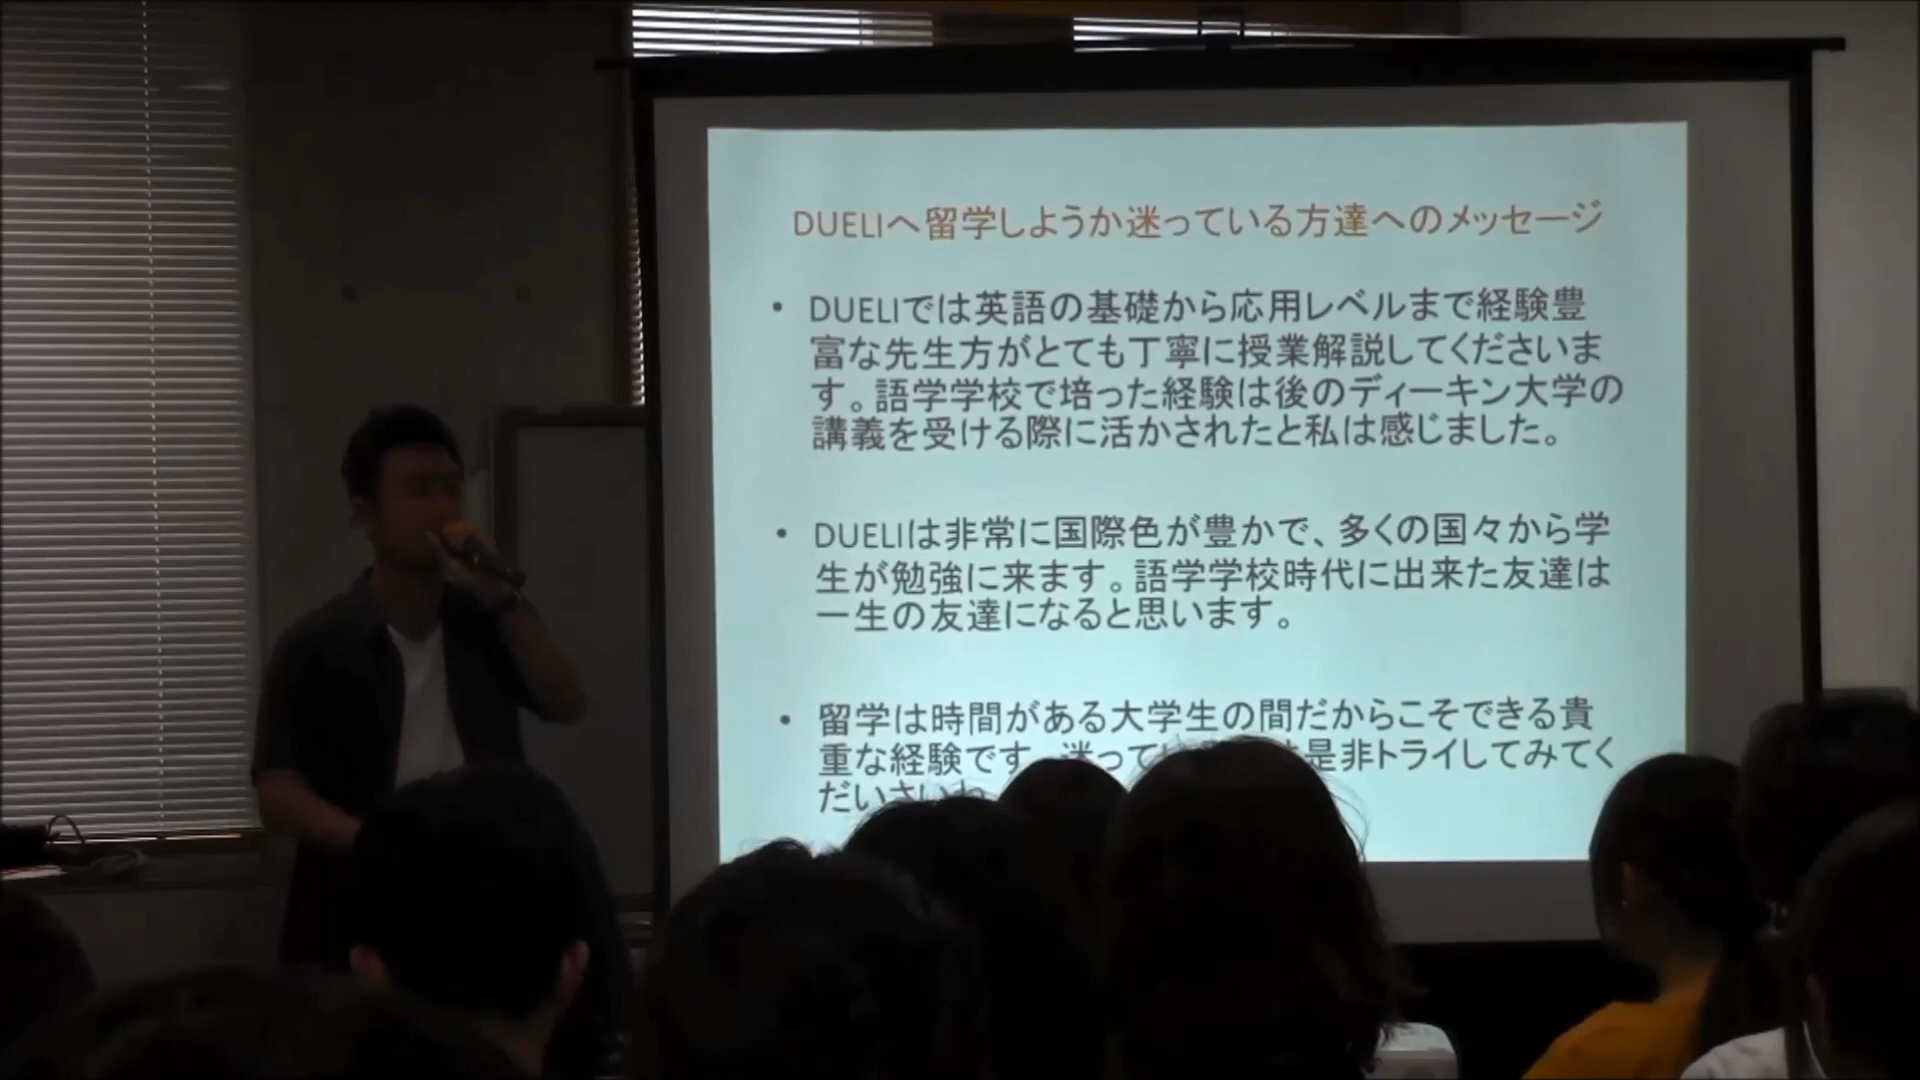 DUELIへ留学しようか迷っている方達へのメッセージ
• DUELIでは英語の基礎から応用レベルまで経験豊
富な先生方がとても丁寧に授業解説してくださいま
す。語学学校で培った経験は後のディーキン大学の
講義を受ける際に活かされたと私は感じました。
• DUELIは非常に国際色が豊かで、多くの国々から学
生が勉強に来ます。語学学校時代に出来た友達は
一生の友達になると思います。
• 留学は時間がある大学生の間だからこそできる貴
重な経験です。迷って 是非トライしてみてく
だいさいね